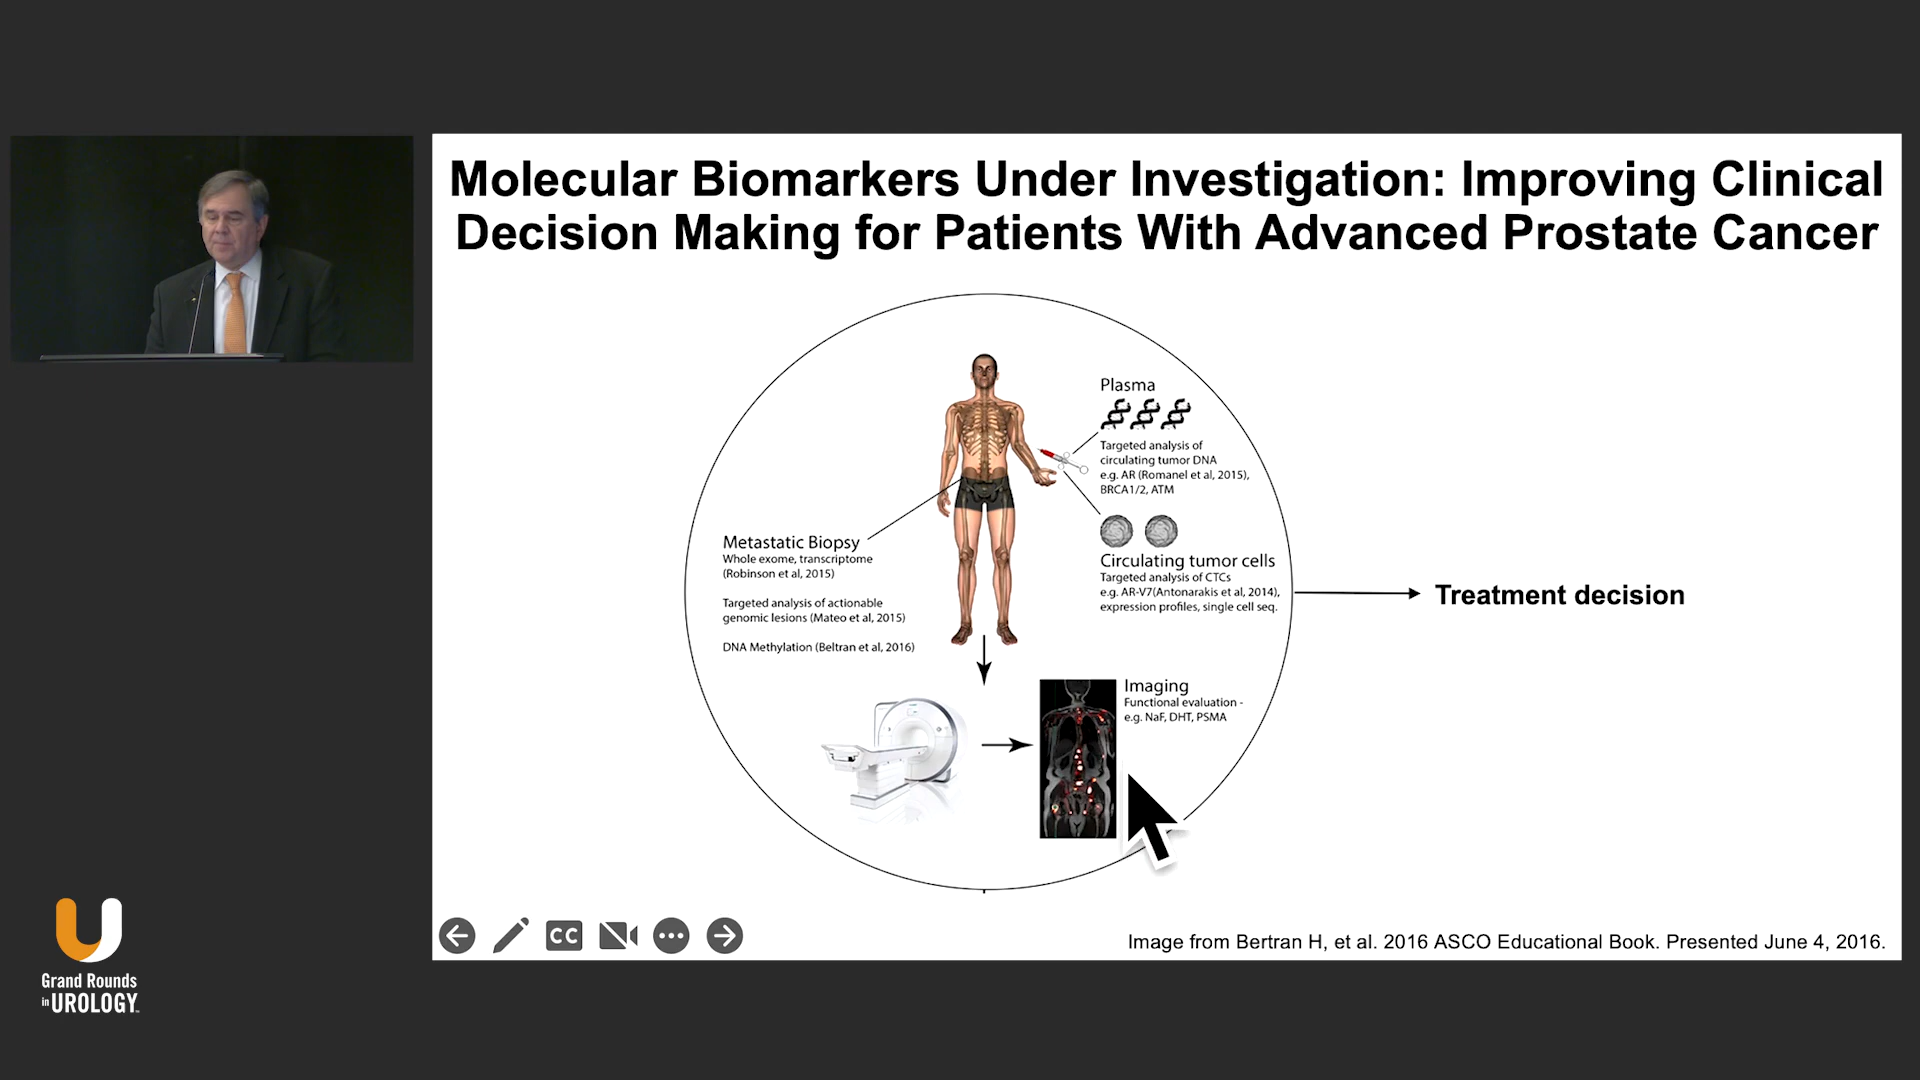 Molecular Biomarkers Under Investigation: Improving Clinical
Decision Making for Patients With Advanced Prostate Cancer
Plasma
Targeted analysis of
circulating tumor DNA
e.g. AR (Romanel et al, 2015),
BRCA1/2, ATM
Metastatic Biopsy
Whole exome, transcriptome
(Robinson et al, 2015)
Targeted analysis of actionable
genomic lesions (Mateo et al, 2015)
DNA Methylation (Beltran et al, 2016)
Circulating tumor cells
Targeted analysis of CTCs
e.g. AR-V7(Antonarakis et al, 2014),
expression profiles, single cell seq.
Treatment decision
Imaging
Functional evaluation -
e.g. NaF, DHT, PSMA
CC
Image from Bertran H, et al. 2016 ASCO Educational Book. Presented June 4, 2016.
Grand Rounds
in UROLOGY